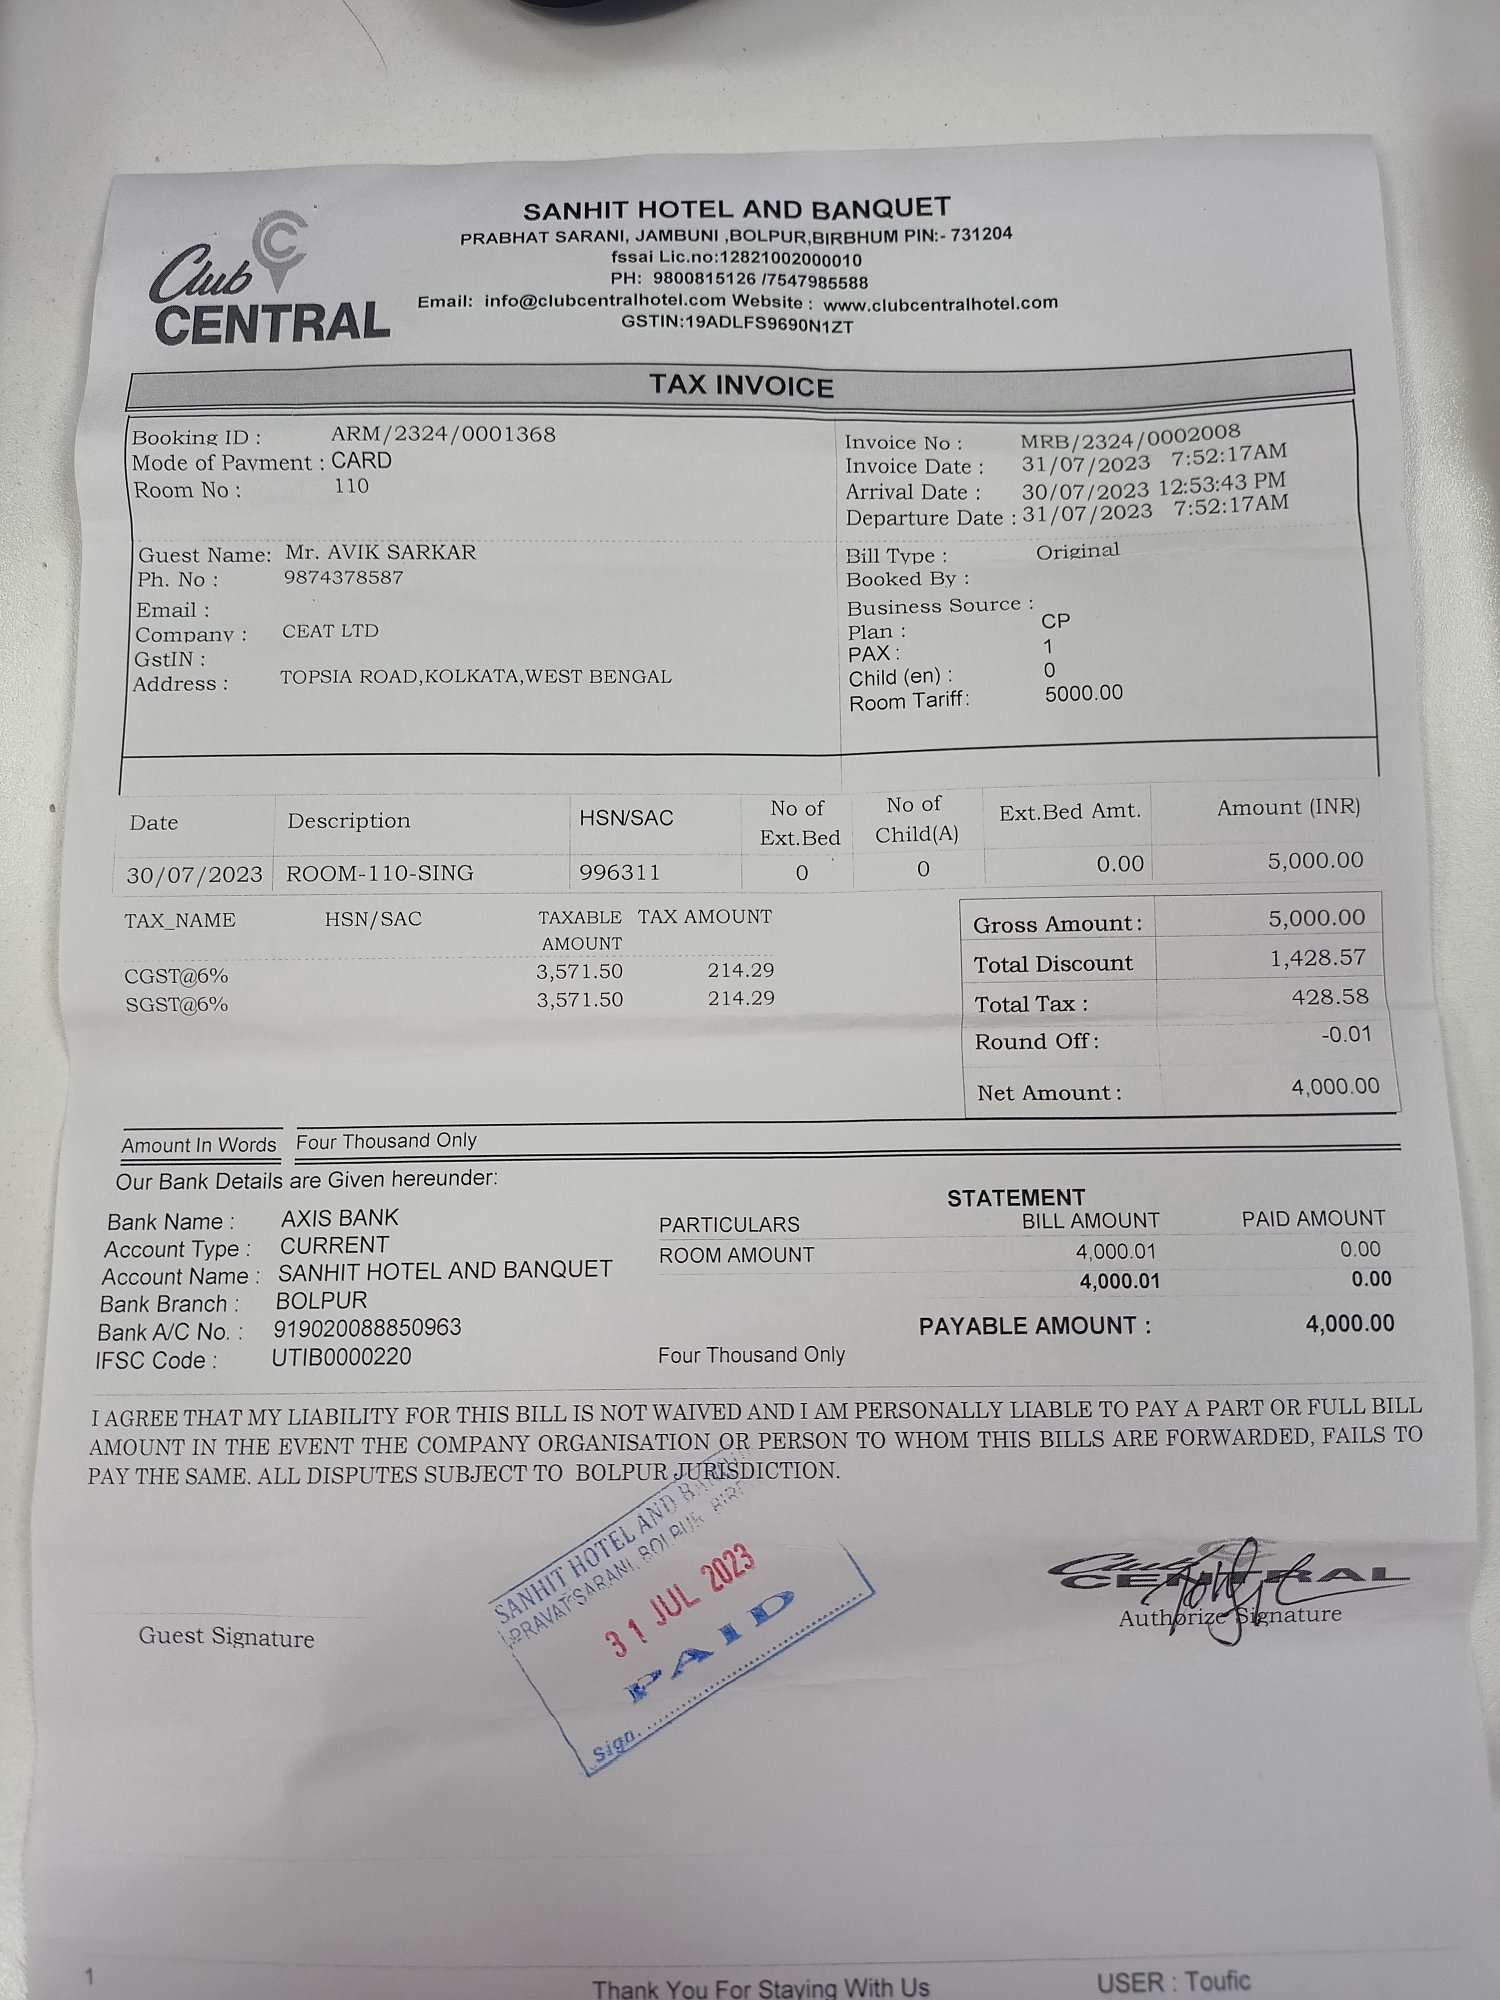 Club
CENTRAL
SANHIT HOTEL AND BANQUET
PRABHAT SARANI, JAMBUNI ,BOLPUR,BIRBHUM PIN:- 731204
fssai Lic.no:12821002000010
PH: 9800815126 /7547985588
Email: info@clubcentralhotel.com Website : www.clubcentralhotel.com
GSTIN:19ADLFS9690N1ZT
TAX INVOICE
Booking ID : ARM/2324/0001368
Mode of Payment : CARD
Room No : 110
Invoice No : MRB/2324/0002008
Invoice Date : 31/07/2023 7:52:17AM
Arrival Date : 30/07/2023 12:53:43 PM
Departure Date : 31/07/2023 7:52:17AM
Guest Name: Mr. AVIK SARKAR
Ph. No : 9874378587
Email :
Company : CEAT LTD
GstIN :
Address : TOPSIA ROAD,KOLKATA,WEST BENGAL
Bill Type : Original
Booked By :
Business Source :
Plan : CP
PAX : 1
Child (en) : 0
Room Tariff: 5000.00
Date Description HSN/SAC No of Ext.Bed No of Child(A) Ext.Bed Amt. Amount (INR)
30/07/2023 ROOM-110-SING 996311 0 0 0.00 5,000.00
TAX_NAME HSN/SAC TAXABLE AMOUNT TAX AMOUNT
CGST@6% 3,571.50 214.29
SGST@6% 3,571.50 214.29
Gross Amount: 5,000.00
Total Discount 1,428.57
Total Tax : 428.58
Round Off: -0.01
Net Amount: 4,000.00
Amount In Words Four Thousand Only
Our Bank Details are Given hereunder:
Bank Name : AXIS BANK
Account Type : CURRENT
Account Name : SANHIT HOTEL AND BANQUET
Bank Branch : BOLPUR
Bank A/C No. : 919020088850963
IFSC Code : UTIB0000220
STATEMENT
PARTICULARS BILL AMOUNT PAID AMOUNT
ROOM AMOUNT 4,000.01 0.00
4,000.01 0.00
PAYABLE AMOUNT : 4,000.00
Four Thousand Only
I AGREE THAT MY LIABILITY FOR THIS BILL IS NOT WAIVED AND I AM PERSONALLY LIABLE TO PAY A PART OR FULL BILL
AMOUNT IN THE EVENT THE COMPANY ORGANISATION OR PERSON TO WHOM THIS BILLS ARE FORWARDED, FAILS TO
PAY THE SAME. ALL DISPUTES SUBJECT TO BOLPUR JURISDICTION.
SANHIT HOTEL AND
PRAVAT SARANI, BOLPUR,
31 JUL 2023
PAID
Sign.
Guest Signature
Club
CENTRAL
Authorize Signature
1
Thank You For Staying With Us
USER : Toufic